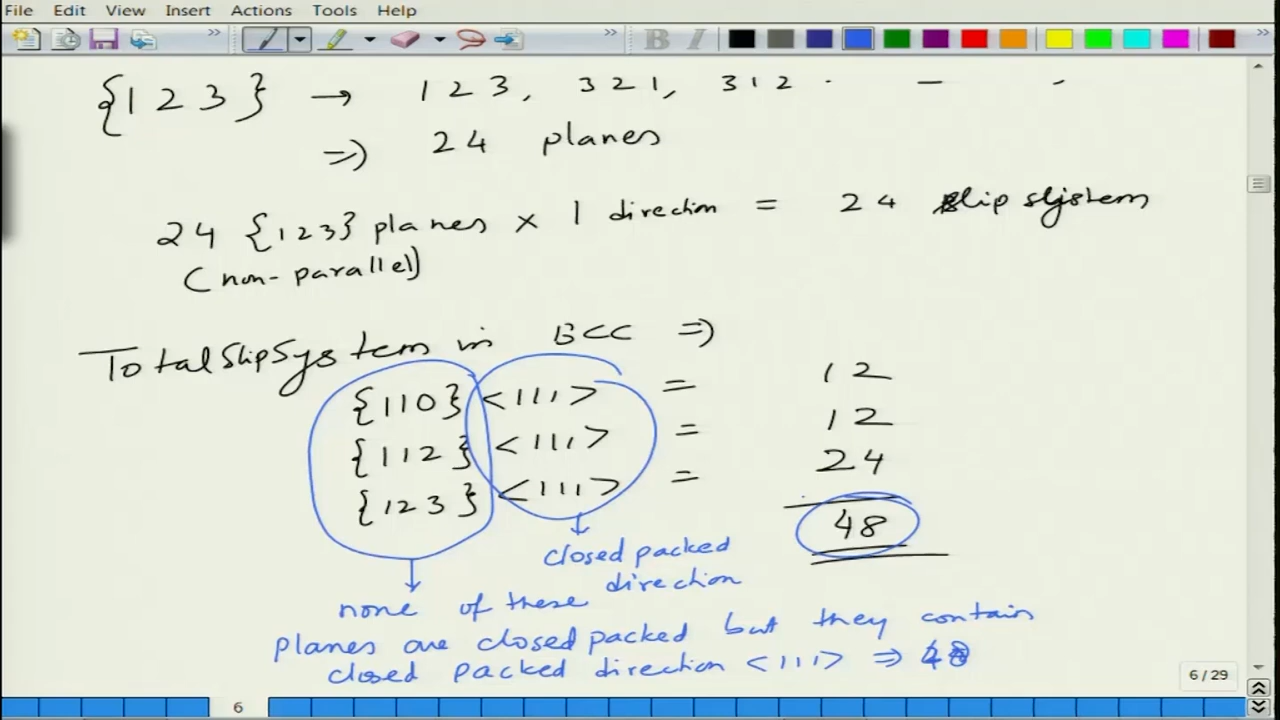 File Edit View Insert Actions Tools Help
{1 2 3} → 1 2 3, 3 2 1, 3 1 2 . - .
⇒ 24 planes
24 {123} planes × 1 direction = 24 slip system
(non-parallel)
Total Slip System in BCC ⇒
{110} <111> = 12
{112} <111> = 12
{123} <111> = 24
48
closed packed
direction
none of these
planes are closed packed but they contain
closed packed direction <111> ⇒ 48
6 / 29
6